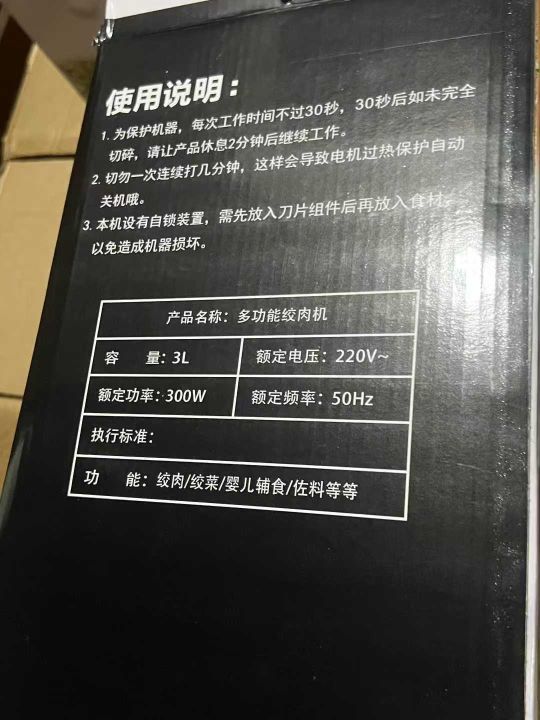 使用说明：
1. 为保护机器，每次工作时间不过30秒，30秒后如未完全
切碎，请让产品休息2分钟后继续工作。
2. 切勿一次连续打几分钟，这样会导致电机过热保护自动
关机哦。
3. 本机设有自锁装置，需先放入刀片组件后再放入食材，
以免造成机器损坏。
产品名称：多功能绞肉机
容 量：3L 额定电压：220V~
额定功率：300W 额定频率：50Hz
执行标准：
功 能：绞肉/绞菜/婴儿辅食/佐料等等